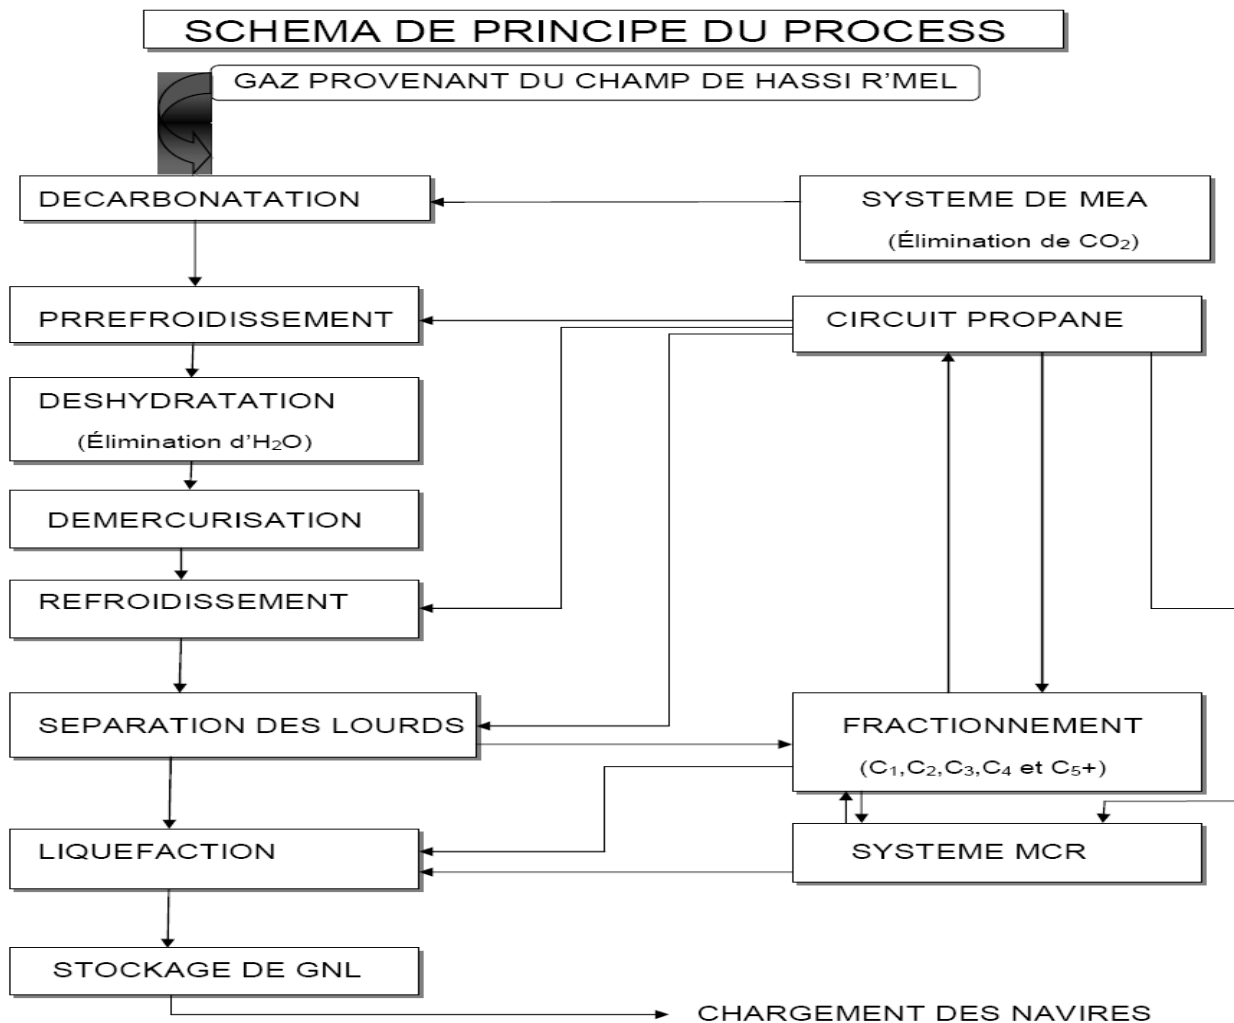 SCHEMA DE PRINCIPE DU PROCESS
GAZ PROVENANT DU CHAMP DE HASSI R’MEL
DECARBONATATION
SYSTEME DE MEA
(Élimination de CO₂)
PRREFROIDISSEMENT
CIRCUIT PROPANE
DESHYDRATATION
(Élimination d’H₂O)
DEMERCURISATION
REFROIDISSEMENT
SEPARATION DES LOURDS
FRACTIONNEMENT
(C₁,C₂,C₃,C₄ et C₅+)
LIQUEFACTION
SYSTEME MCR
STOCKAGE DE GNL
CHARGEMENT DES NAVIRES